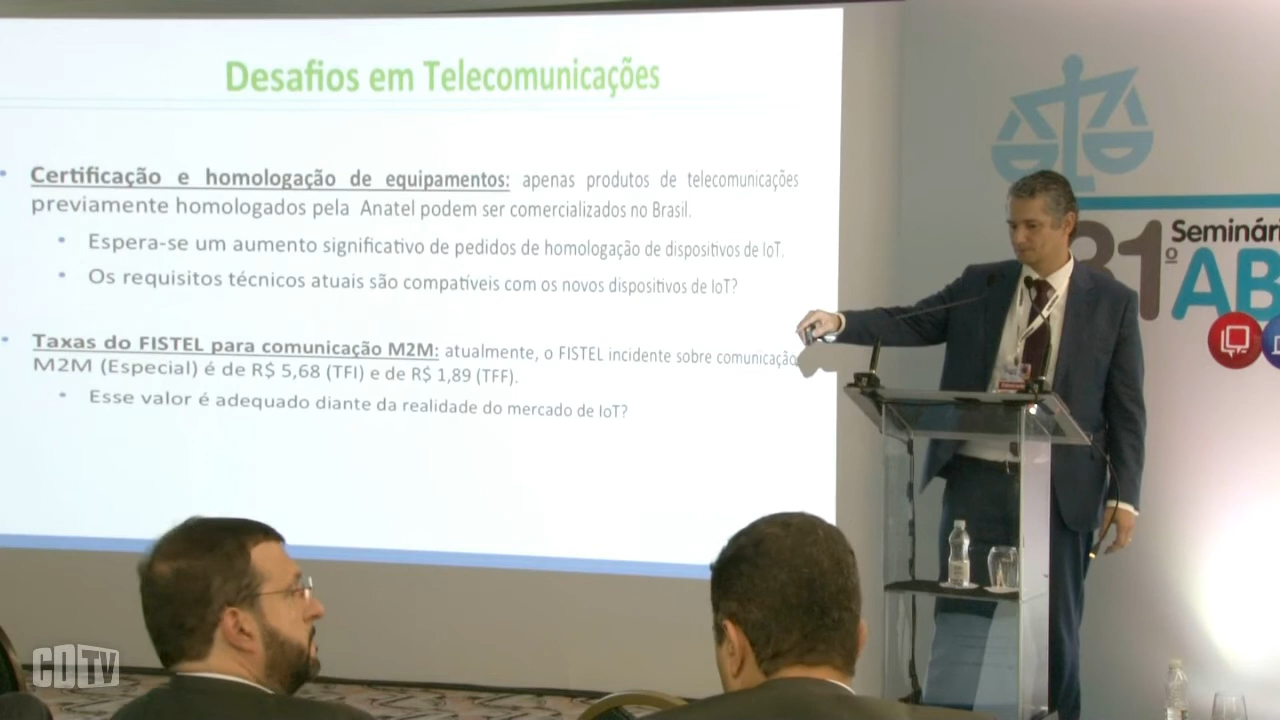 Desafios em Telecomunicações
• Certificação e homologação de equipamentos: apenas produtos de telecomunicações
previamente homologados pela Anatel podem ser comercializados no Brasil.
• Espera-se um aumento significativo de pedidos de homologação de dispositivos de IoT.
• Os requisitos técnicos atuais são compatíveis com os novos dispositivos de IoT?
• Taxas do FISTEL para comunicação M2M: atualmente, o FISTEL incidente sobre comunicação
M2M (Especial) é de R$ 5,68 (TFI) e de R$ 1,89 (TFF).
• Esse valor é adequado diante da realidade do mercado de IoT?
31º Seminári
AB
CDTV